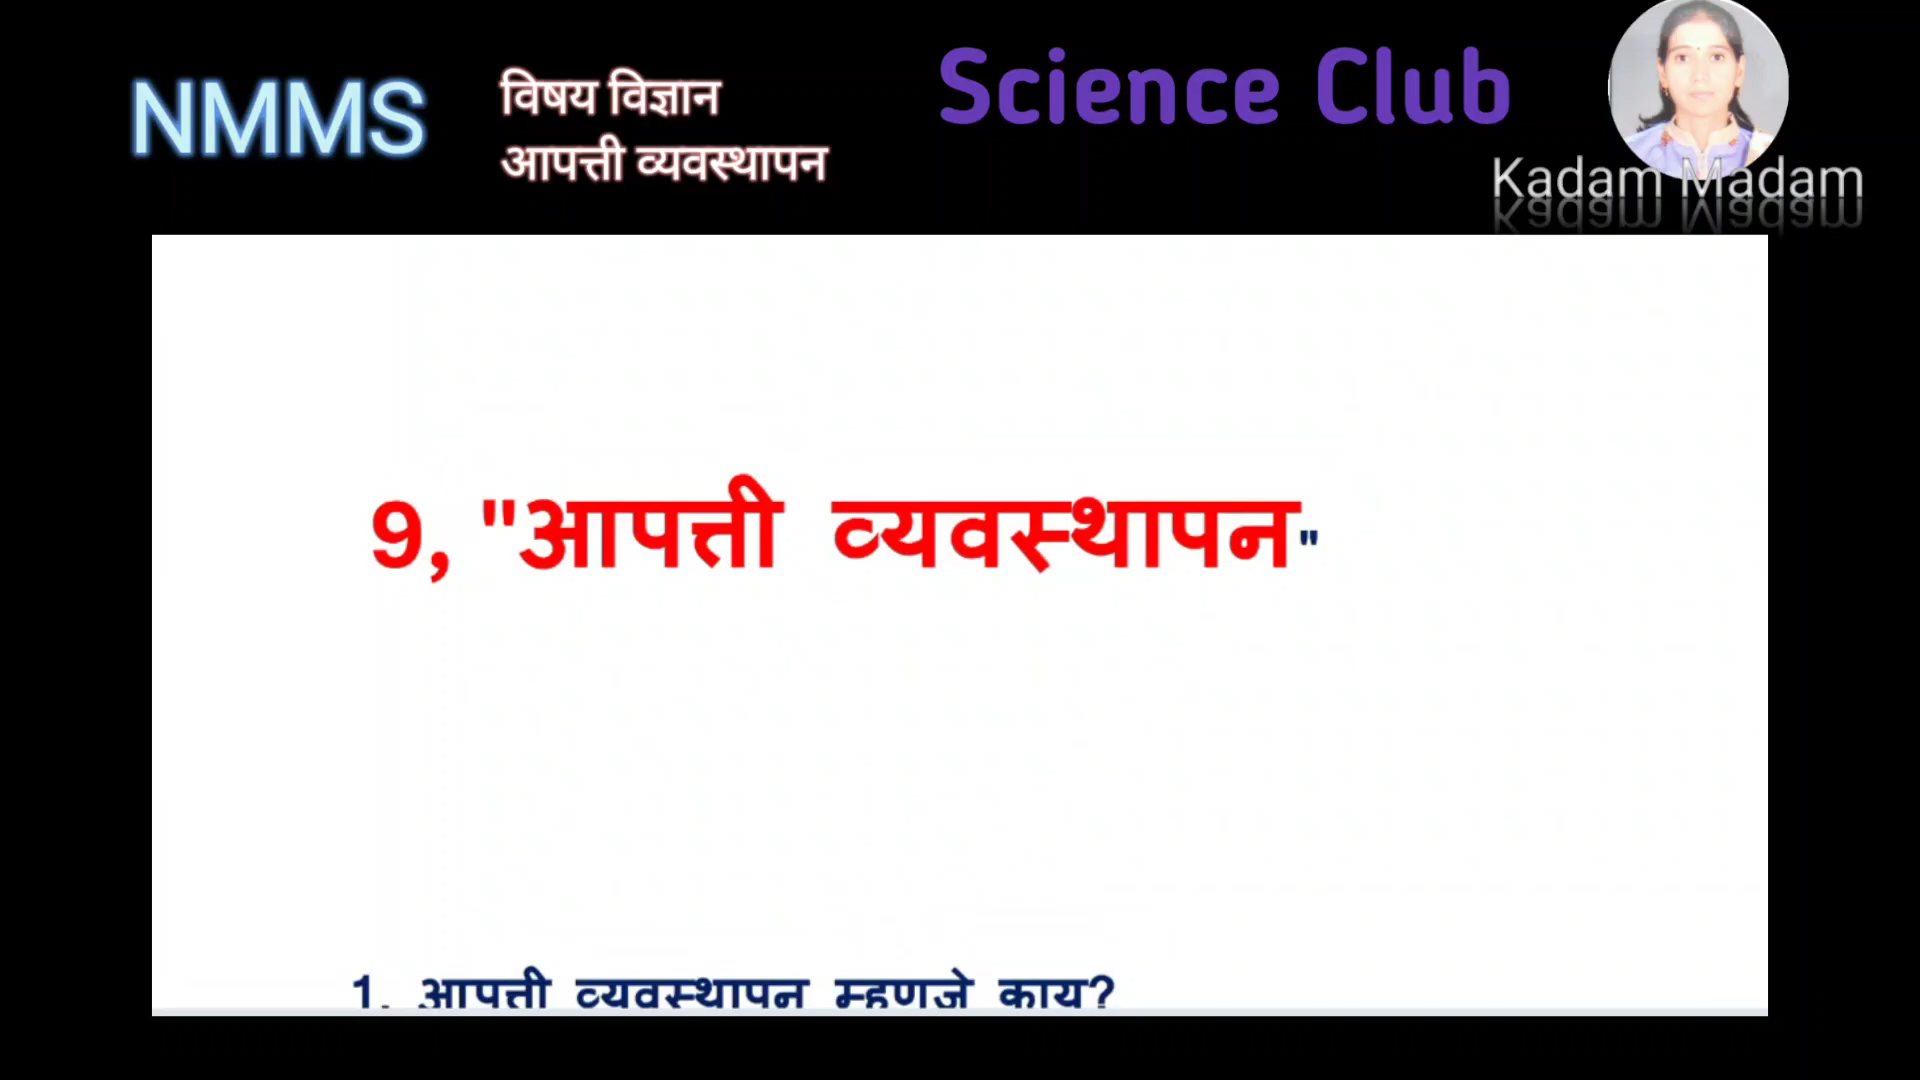 NMMS
विषय विज्ञान
आपत्ती व्यवस्थापन
Science Club
Kadam Madam
9, "आपत्ती व्यवस्थापन"
1. आपत्ती व्यवस्थापन म्हणजे काय?